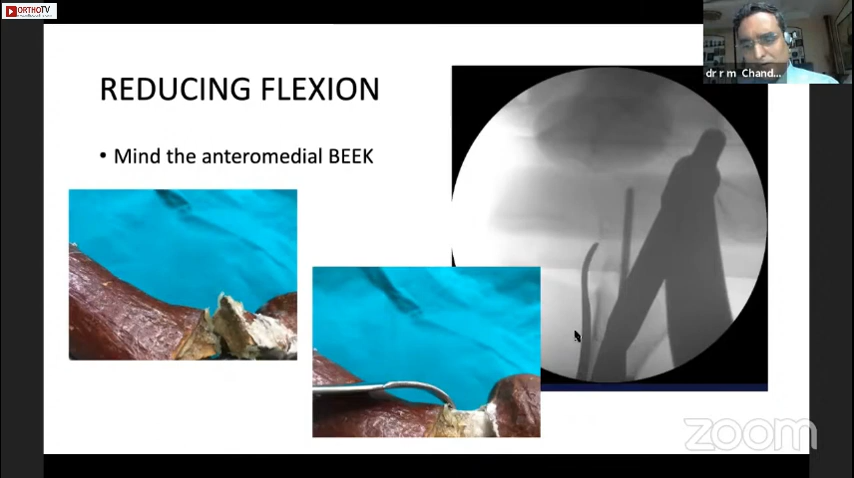 ORTHOTV
dr r m Chand...
REDUCING FLEXION
• Mind the anteromedial BEEK
zoom